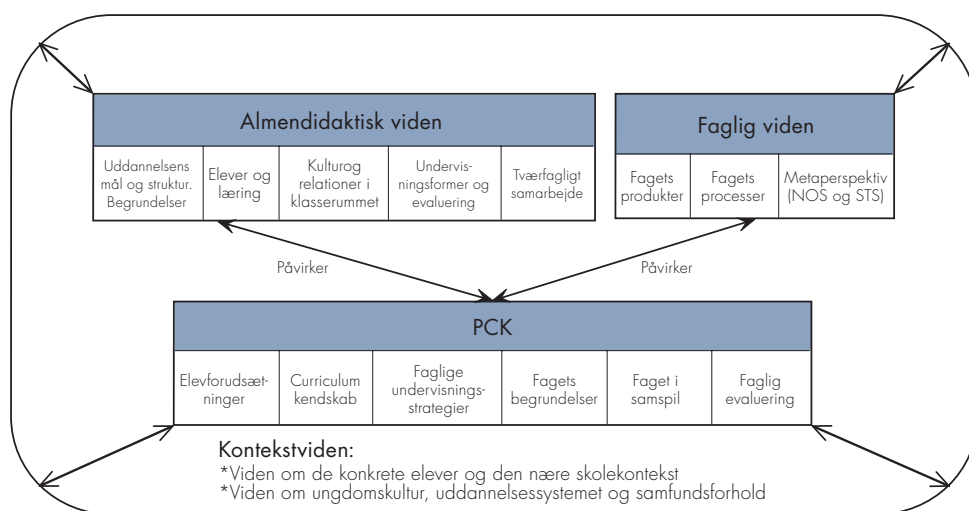 Almendidaktisk viden
Uddannelsens
mål og struktur.
Begrundelser
Elever og
læring
Kulturog
relationer i
klasserummet
Undervis-
ningsformer og
evaluering
Tværfagligt
samarbejde
Faglig viden
Fagets
produkter
Fagets
processer
Metaperspektiv
(NOS og STS)
Påvirker
Påvirker
PCK
Elevforudsæt-
ninger
Curriculum
kendskab
Faglige
undervisnings-
strategier
Fagets
begrundelser
Faget i
samspil
Faglig
evaluering
Kontekstviden:
*Viden om de konkrete elever og den nære skolekontekst
*Viden om ungdomskultur, uddannelsessystemet og samfundsforhold